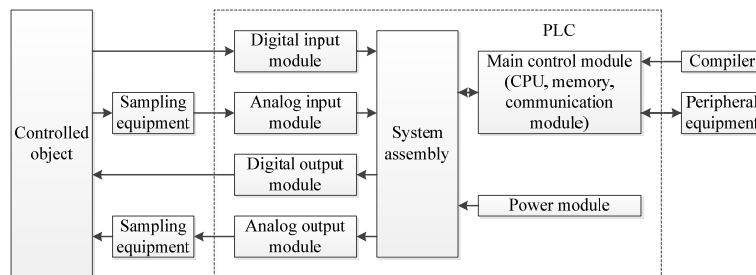 PLC
Controlled
object
Sampling
equipment
Sampling
equipment
Digital input
module
Analog input
module
Digital output
module
Analog output
module
System
assembly
Main control module
(CPU, memory,
communication
module)
Power module
Compiler
Peripheral
equipment